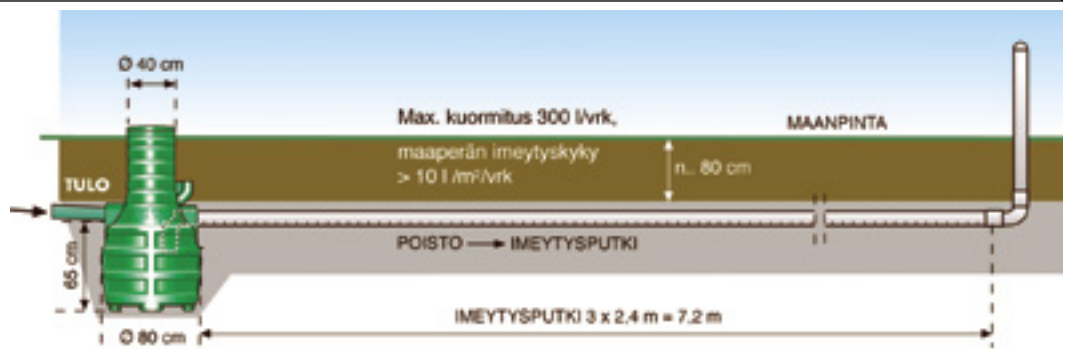 Ø 40 cm
Max. kuormitus 300 l/vrk,
MAANPINTA
maaperän imeytyskyky
> 10 l /m²/vrk
n.. 80 cm
TULO
POISTO → IMEYTYSPUTKI
65 cm
IMEYTYSPUTKI 3 x 2,4 m = 7,2 m
Ø 80 cm